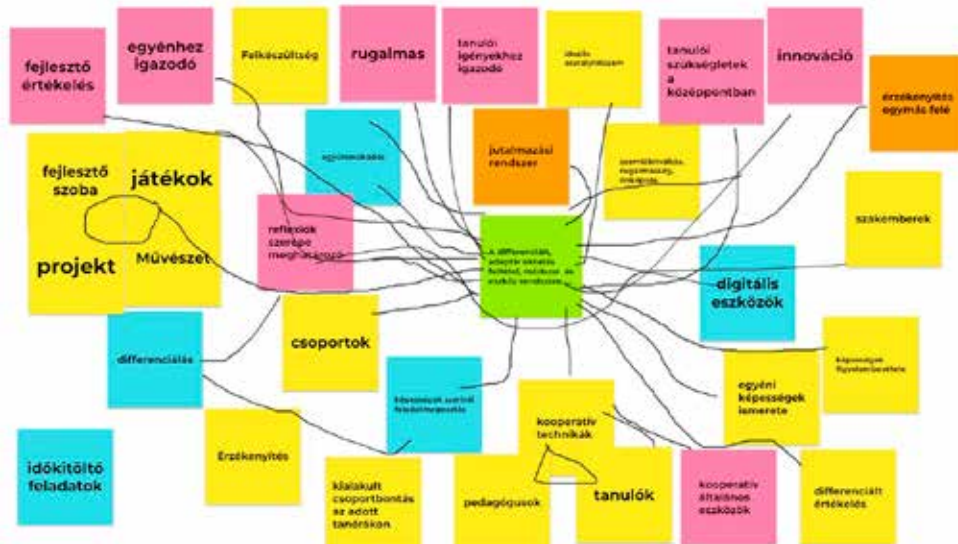 fejlesztő
értékelés
egyénhez
igazodó
Felkészültség
rugalmas
tanulói
igényekhez
igazodó
tanulói
szükségletek
a
középpontban
innováció
érzékenyítés
egymás felé
fejlesztő
szoba
játékok
projekt
Művészet
jutalmazási
rendszer
reflexiók
szerepe
meghatározó
szakemberek
digitális
eszközök
differenciálás
csoportok
egyéni
képességek
ismerete
kooperatív
technikák
időkitöltő
feladatok
Érzékenyítés
kialakult
csoportbontás
az adott
tanórákon
pedagógusok
tanulók
kooperatív
általános
eszközök
differenciált
értékelés